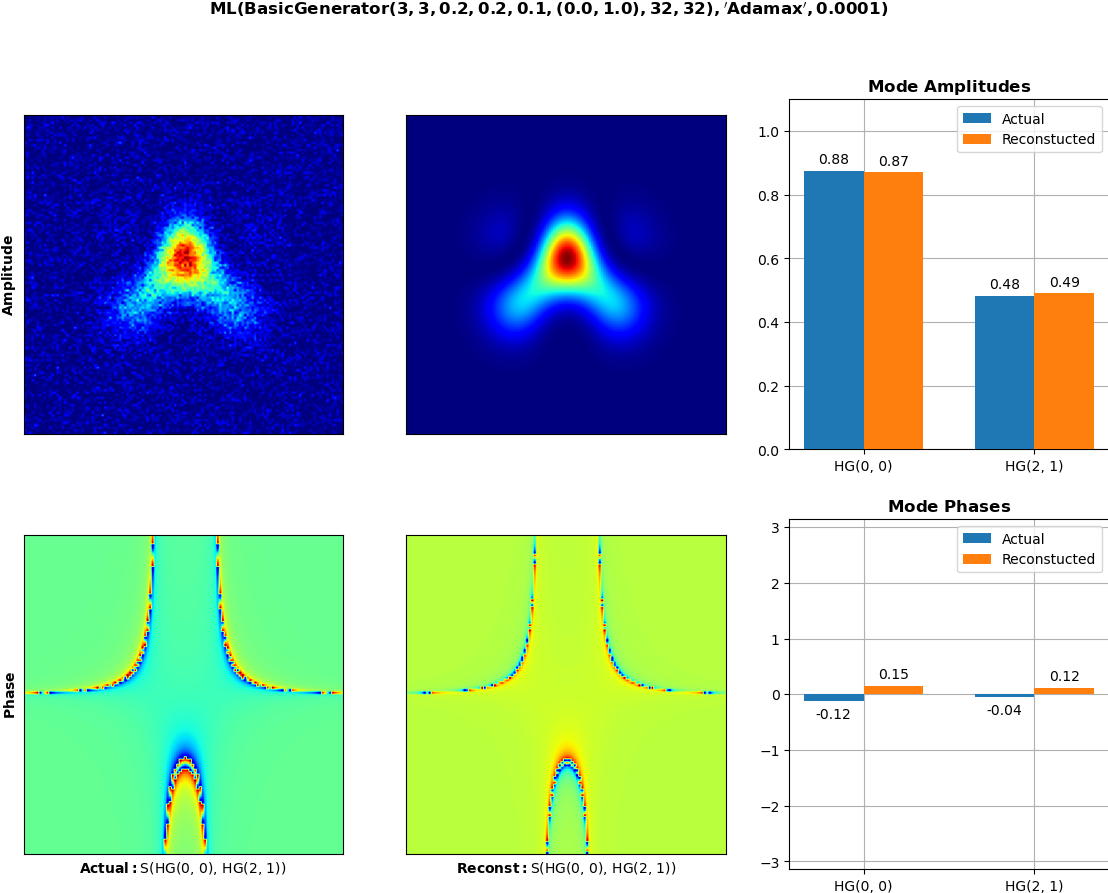 ML(BasicGenerator(3, 3, 0.2, 0.2, 0.1, (0.0, 1.0), 32, 32), ′Adamax′, 0.0001)
Amplitude
Mode Amplitudes
Actual
Reconstucted
1.0
0.8
0.6
0.4
0.2
0.0
0.88
0.87
0.48
0.49
HG(0, 0)
HG(2, 1)
Phase
Actual: S(HG(0, 0), HG(2, 1))
Reconst: S(HG(0, 0), HG(2, 1))
Mode Phases
Actual
Reconstucted
3
2
1
0
−1
−2
−3
-0.12
0.15
-0.04
0.12
HG(0, 0)
HG(2, 1)